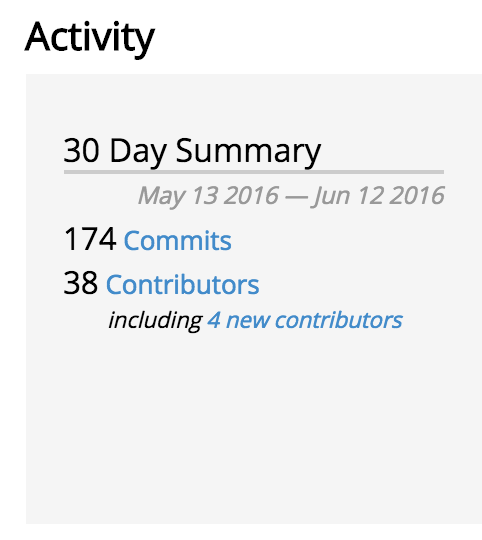 Activity
30 Day Summary
May 13 2016 — Jun 12 2016
174 Commits
38 Contributors
including 4 new contributors